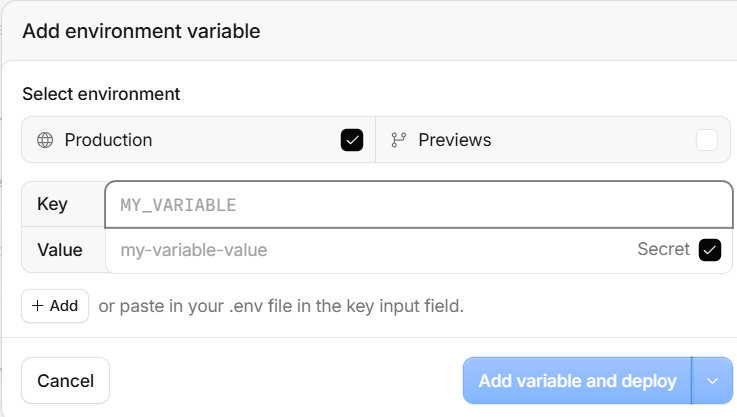 Add environment variable
Select environment
Production Previews
Key MY_VARIABLE
Value my-variable-value Secret
+ Add or paste in your .env file in the key input field.
Cancel Add variable and deploy